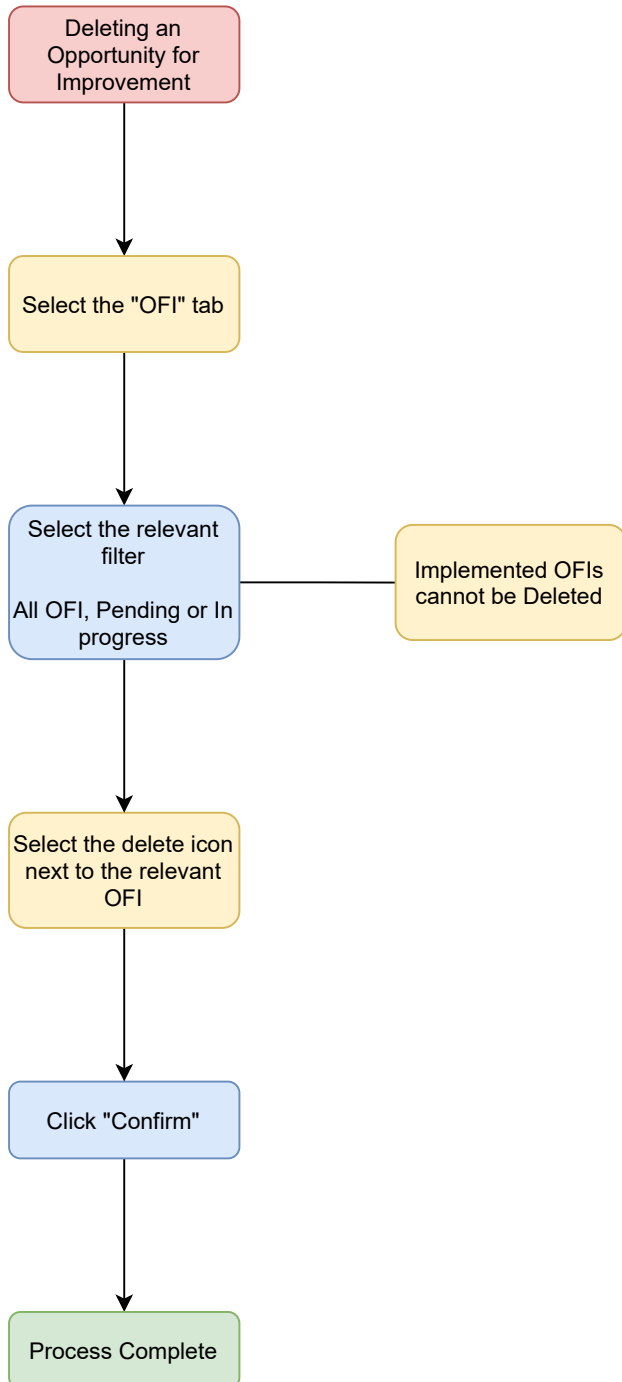 Deleting an
Opportunity for
Improvement
Select the "OFI" tab
Select the relevant
filter
All OFI, Pending or In
progress
Implemented OFIs
cannot be Deleted
Select the delete icon
next to the relevant
OFI
Click "Confirm"
Process Complete